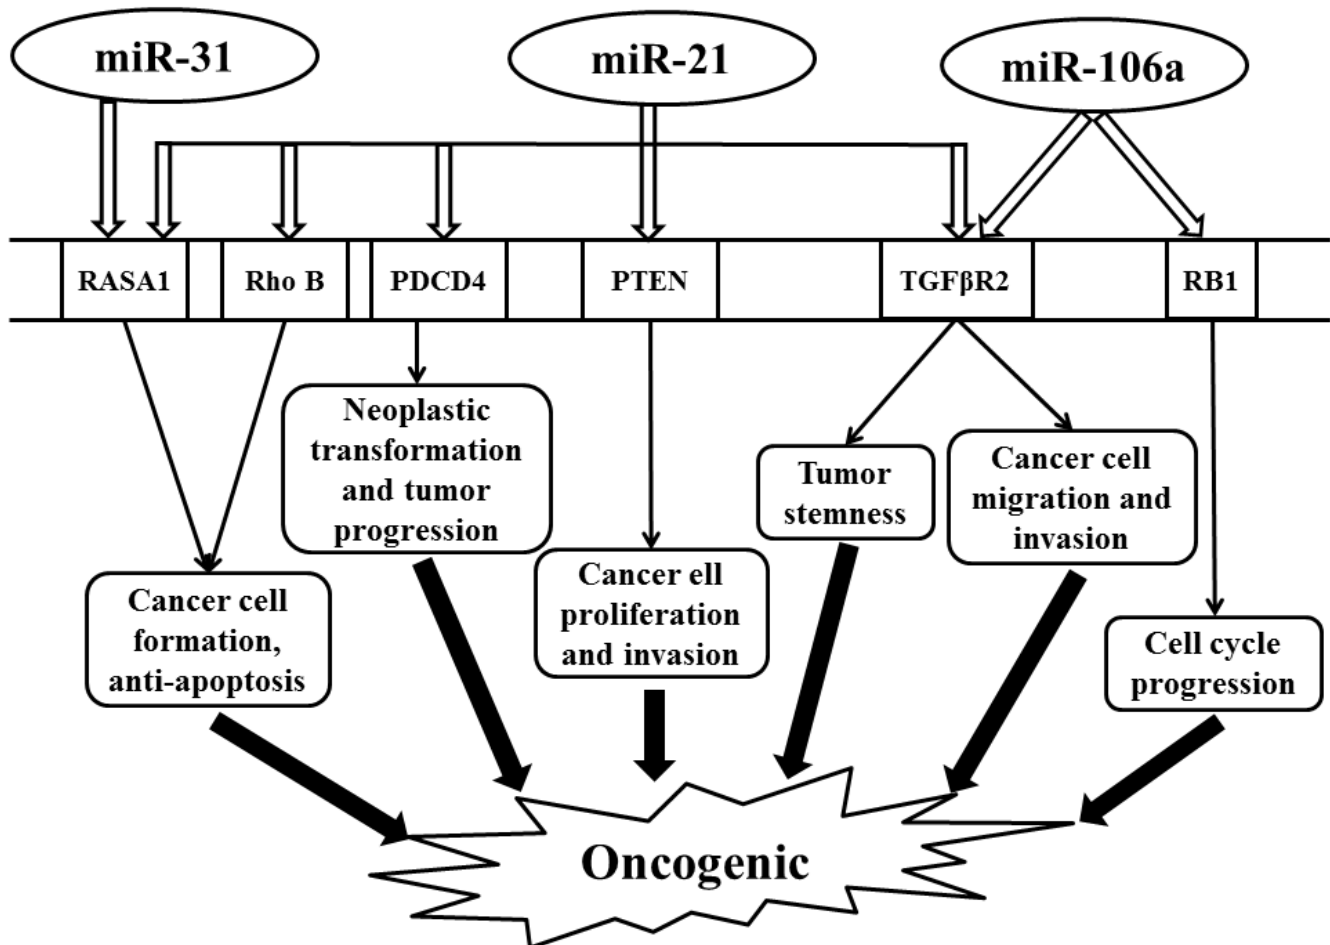 miR-31
miR-21
miR-106a
RASA1
Rho B
PDCD4
PTEN
TGFβR2
RB1
Neoplastic
transformation
and tumor
progression
Tumor
stemness
Cancer cell
migration and
invasion
Cancer cell
formation,
anti-apoptosis
Cancer ell
proliferation
and invasion
Cell cycle
progression
Oncogenic